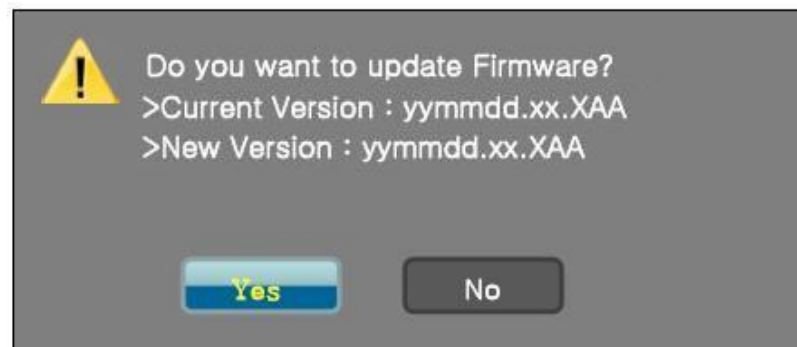 Do you want to update Firmware?
>Current Version : yymmdd.xx.XAA
>New Version : yymmdd.xx.XAA
Yes No